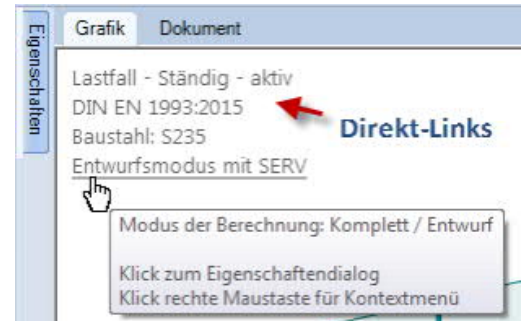 Eigenschaften
Grafik Dokument
Lastfall - Ständig - aktiv
DIN EN 1993:2015
Direkt-Links
Baustahl: S235
Entwurfsmodus mit SERV
Modus der Berechnung: Komplett / Entwurf
Klick zum Eigenschaftendialog
Klick rechte Maustaste für Kontextmenü